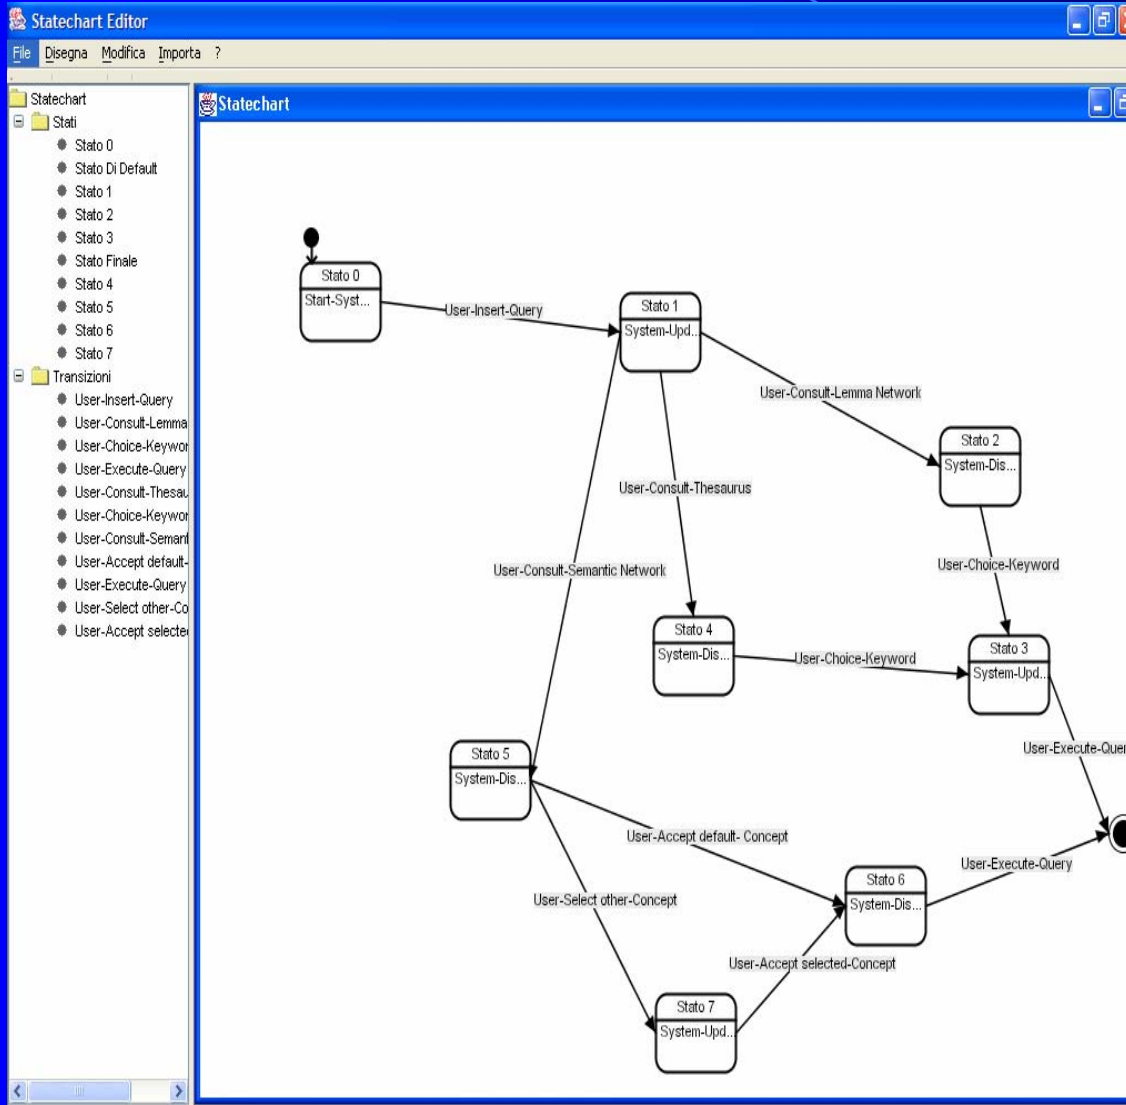 Statechart Editor
File Disegna Modifica Importa ?
Statechart
Stati
Stato 0
Stato Di Default
Stato 1
Stato 2
Stato 3
Stato Finale
Stato 4
Stato 5
Stato 6
Stato 7
Transizioni
User-Insert-Query
User-Consult-Lemma
User-Choice-Keywor
User-Execute-Query
User-Consult-Thesau
User-Choice-Keywor
User-Consult-Semant
User-Accept default-
User-Execute-Query
User-Select other-Co
User-Accept selecte
Statechart
Stato 0
Start-Syst...
User-Insert-Query
Stato 1
System-Upd...
User-Consult-Lemma Network
Stato 2
System-Dis...
User-Consult-Thesaurus
User-Consult-Semantic Network
User-Choice-Keyword
Stato 4
System-Dis...
User-Choice-Keyword
Stato 3
System-Upd...
User-Execute-Quer
Stato 5
System-Dis...
User-Accept default- Concept
User-Execute-Query
Stato 6
System-Dis...
User-Select other-Concept
User-Accept selected-Concept
Stato 7
System-Upd...